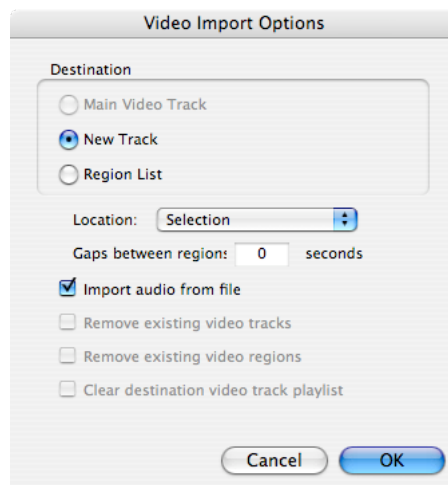 Video Import Options
Destination
Main Video Track
New Track
Region List
Location: Selection
Gaps between regions 0 seconds
Import audio from file
Remove existing video tracks
Remove existing video regions
Clear destination video track playlist
Cancel OK